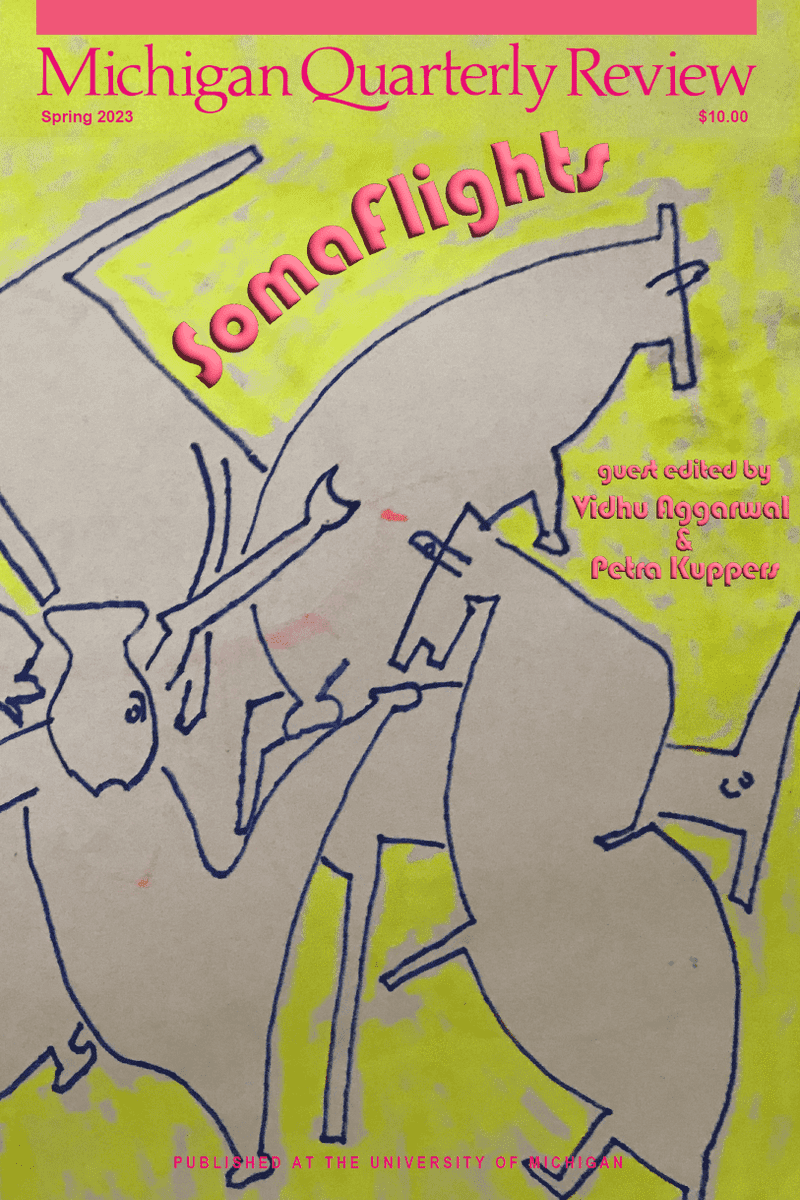 Michigan Quarterly Review
Spring 2023
$10.00
SomaFlights
guest edited by
Vidhu Aggarwal
&
Petra Kuppers
PUBLISHED AT THE UNIVERSITY OF MICHIGAN